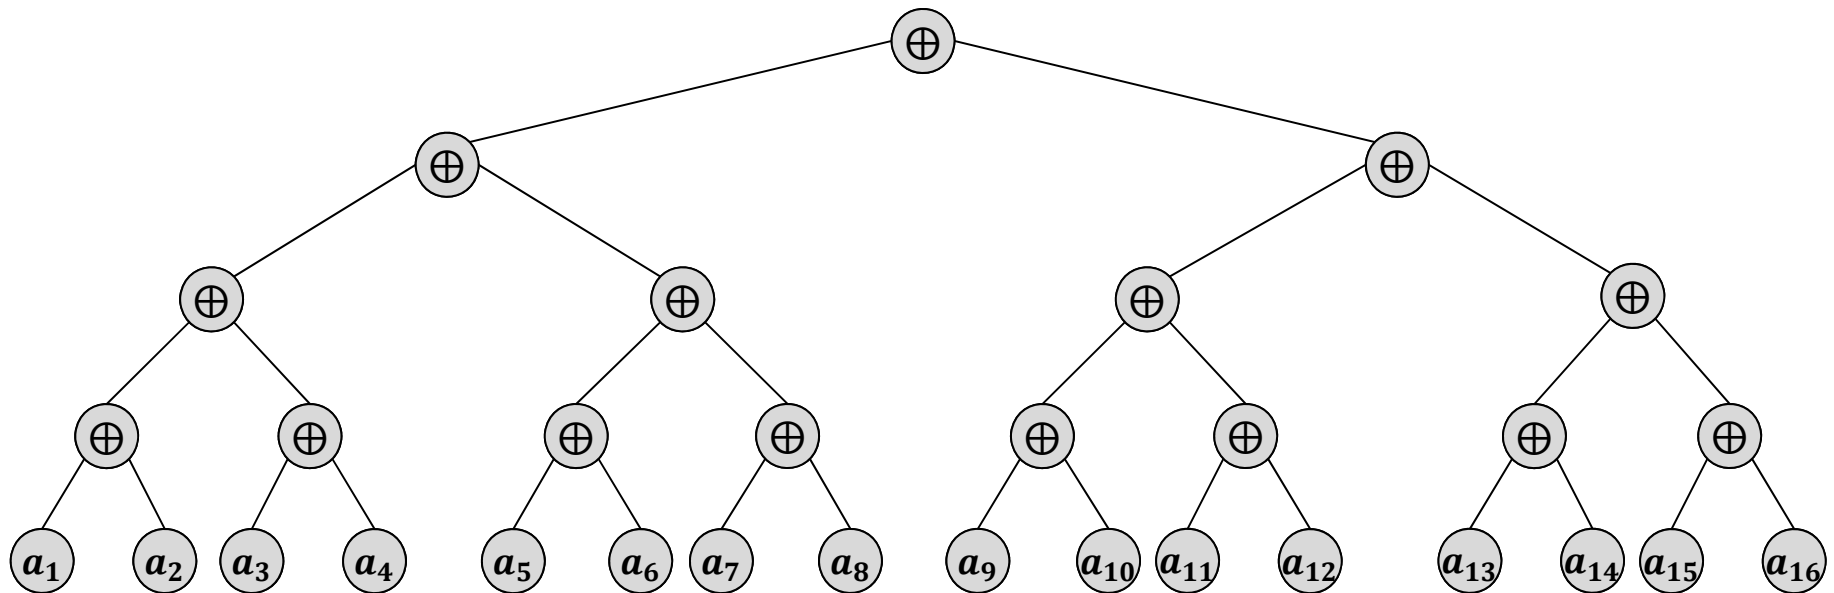 ⊕
⊕ ⊕
⊕ ⊕ ⊕ ⊕
⊕ ⊕ ⊕ ⊕ ⊕ ⊕ ⊕ ⊕
a₁ a₂ a₃ a₄ a₅ a₆ a₇ a₈ a₉ a₁₀ a₁₁ a₁₂ a₁₃ a₁₄ a₁₅ a₁₆